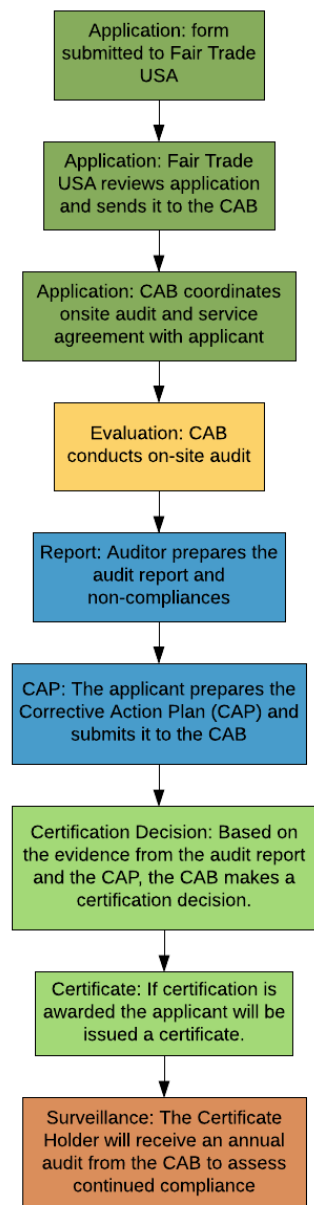 Application: form
submitted to Fair Trade
USA
Application: Fair Trade
USA reviews application
and sends it to the CAB
Application: CAB coordinates
onsite audit and service
agreement with applicant
Evaluation: CAB
conducts on-site audit
Report: Auditor prepares the
audit report and
non-compliances
CAP: The applicant prepares the
Corrective Action Plan (CAP) and
submits it to the CAB
Certification Decision: Based on
the evidence from the audit report
and the CAP, the CAB makes a
certification decision.
Certificate: If certification is
awarded the applicant will be
issued a certificate.
Surveillance: The Certificate
Holder will receive an annual
audit from the CAB to assess
continued compliance